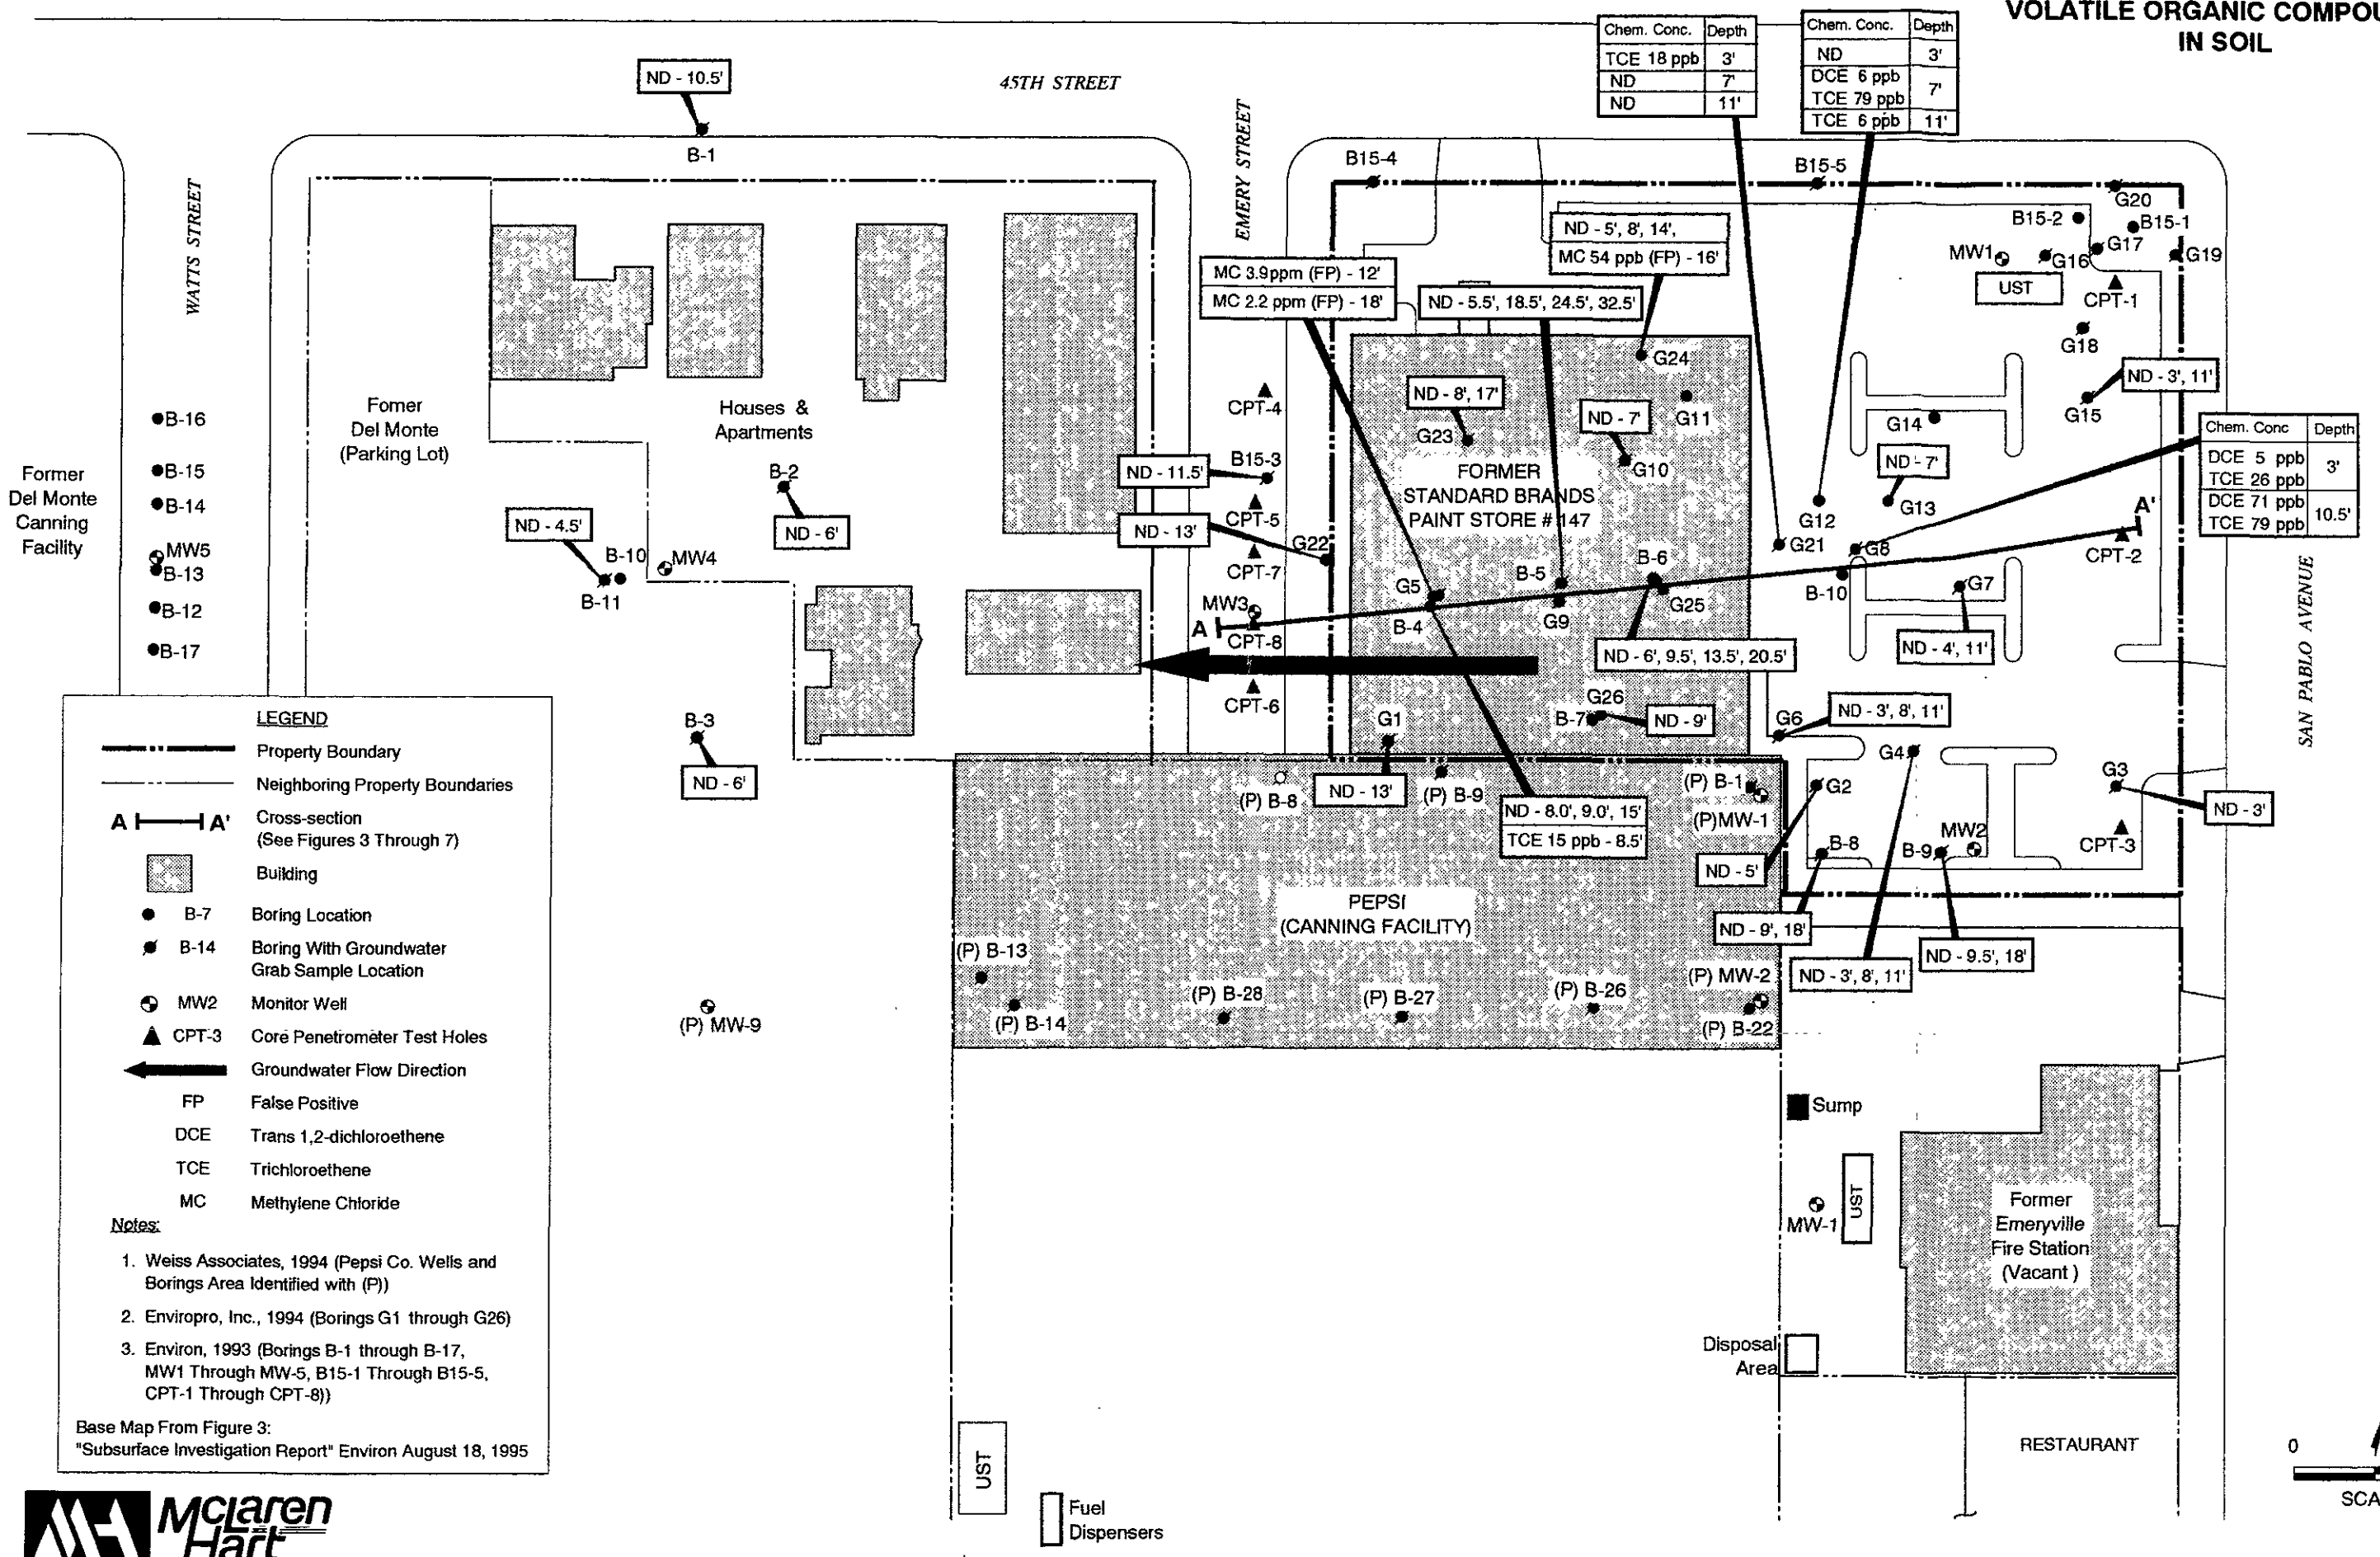 VOLATILE ORGANIC COMPOU
IN SOIL
Chem. Conc. Depth
TCE 18 ppb 3'
ND 7'
ND 11'
Chem. Conc. Depth
ND 3'
DCE 6 ppb
TCE 79 ppb
7'
TCE 6 ppb 11'
ND - 10.5'
45TH STREET
EMERY STREET
WATTS STREET
B-1
B15-4
B15-5
G20
B15-2
B15-1
G17
MW1
G16
G19
UST
CPT-1
G18
ND - 5', 8', 14',
MC 54 ppb (FP) - 16'
MC 3.9ppm (FP) - 12'
MC 2.2 ppm (FP) - 18'
ND - 5.5', 18.5', 24.5', 32.5'
G24
ND - 3', 11'
G15
CPT-4
ND - 8', 17'
G23
ND - 7'
G11
G10
G14
ND - 7'
G13
G12
Chem. Conc Depth
DCE 5 ppb
TCE 26 ppb
3'
DCE 71 ppb
TCE 79 ppb
10.5'
B-16
B-15
B-14
MW5
B-13
B-12
B-17
Former
Del Monte
Canning
Facility
Fomer
Del Monte
(Parking Lot)
Houses &
Apartments
B-2
ND - 6'
ND - 4.5'
B-10
MW4
B-11
ND - 11.5'
B15-3
CPT-5
ND - 13'
G22
CPT-7
MW3
A
CPT-8
CPT-6
FORMER
STANDARD BRANDS
PAINT STORE # 147
G21
G8
A'
CPT-2
G5
B-4
B-5
G9
B-6
G25
B-10
G7
ND - 4', 11'
ND - 6', 9.5', 13.5', 20.5'
SAN PABLO AVENUE
G26
B-7
ND - 9'
G1
ND - 13'
G6
ND - 3', 8', 11'
G4
G2
G3
ND - 3'
B-3
ND - 6'
(P) B-8
(P) B-9
(P) B-1
(P)MW-1
ND - 8.0', 9.0', 15'
TCE 15 ppb - 8.5'
ND - 5'
B-8
MW2
B-9
CPT-3
ND - 9', 18'
ND - 3', 8', 11'
ND - 9.5', 18'
PEPSI
(CANNING FACILITY)
(P) B-13
(P) B-14
(P) B-28
(P) B-27
(P) B-26
(P) MW-2
(P) B-22
(P) MW-9
Sump
MW-1
UST
Former
Emeryville
Fire Station
(Vacant )
Disposal
Area
RESTAURANT
UST
Fuel
Dispensers
0
SCA
LEGEND
Property Boundary
Neighboring Property Boundaries
A A' Cross-section
(See Figures 3 Through 7)
Building
B-7 Boring Location
B-14 Boring With Groundwater
Grab Sample Location
MW2 Monitor Well
CPT-3 Core Penetrometer Test Holes
Groundwater Flow Direction
FP False Positive
DCE Trans 1,2-dichloroethene
TCE Trichloroethene
MC Methylene Chloride
Notes:
1. Weiss Associates, 1994 (Pepsi Co. Wells and
Borings Area Identified with (P))
2. Enviropro, Inc., 1994 (Borings G1 through G26)
3. Environ, 1993 (Borings B-1 through B-17,
MW1 Through MW-5, B15-1 Through B15-5,
CPT-1 Through CPT-8))
Base Map From Figure 3:
"Subsurface Investigation Report" Environ August 18, 1995
McLaren
Hart